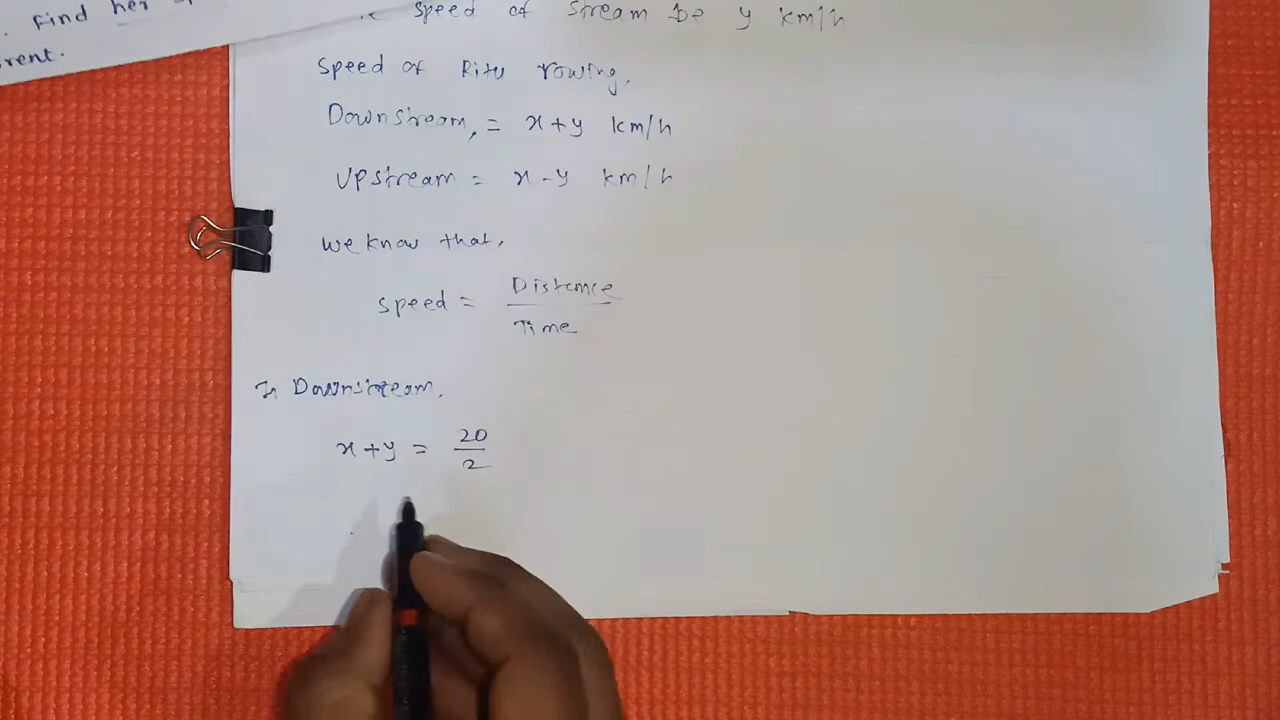 . Find her
rent.
Speed of Stream be y km/h
Speed of Ritu rowing,
Downstream, = x+y km/h
Upstream = x-y km/h
we know that,
Speed = Distance
Time
In Downstream,
x+y = 20
2